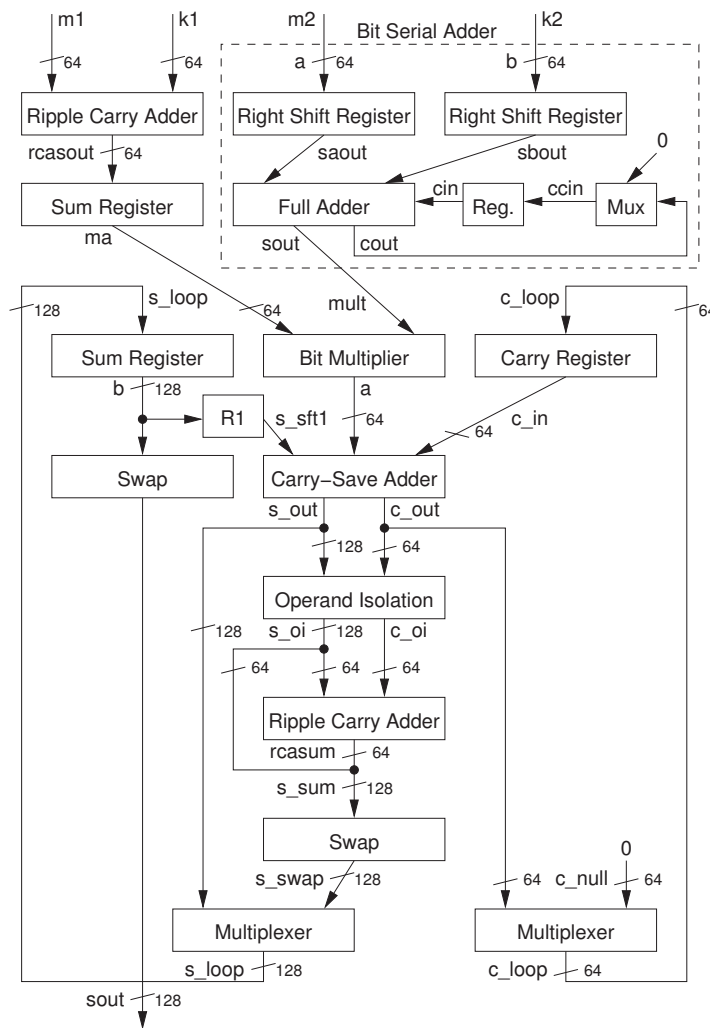 m1 k1 m2 k2
Bit Serial Adder
64 64 a 64 b 64
Ripple Carry Adder Right Shift Register Right Shift Register
rcasout 64 saout sbout 0
Sum Register Full Adder cin Reg. ccin Mux
ma sout cout
128 s_loop 64 mult c_loop 64
Sum Register Bit Multiplier Carry Register
b 128 a
R1 s_sft1 64 64 c_in
Swap Carry−Save Adder
s_out c_out
128 64
Operand Isolation
128 s_oi 128 c_oi
64 64 64
Ripple Carry Adder
rcasum 64
s_sum 128
Swap 0
s_swap 128 64 c_null 64
Multiplexer Multiplexer
s_loop 128 c_loop 64
sout 128